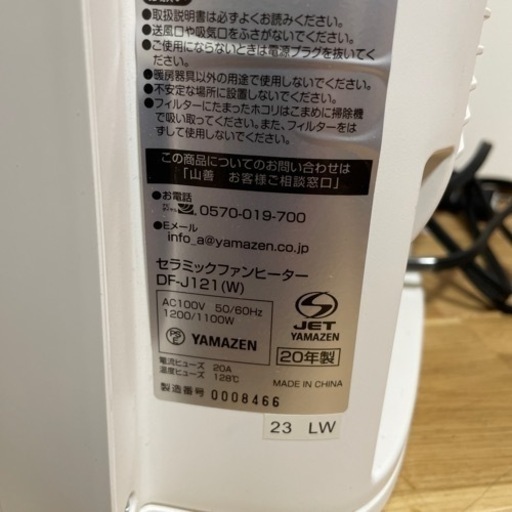 ●取扱説明書は必ずよくお読みください。
●送風口や吸気口をふさがないでください。
●ご使用にならないときは電源プラグを抜いてく
ださい。
●暖房器具以外の用途で使用しないでください。
●不安定な場所に設置しないでください。
●フィルターにたまったホコリはこまめに掃除機
で吸い取ってください。また、フィルターをは
ずして使用しないでください。
この商品についてのお問い合わせは
「山善 お客様ご相談窓口」
●お電話
0570-019-700
●Eメール
info_a@yamazen.co.jp
セラミックファンヒーター
DF-J121(W)
AC100V 50/60Hz
1200/1100W
PSE YAMAZEN
JET
YAMAZEN
20年製
電流ヒューズ 20A
温度ヒューズ 128℃
MADE IN CHINA
製造番号 0008466
23 LW